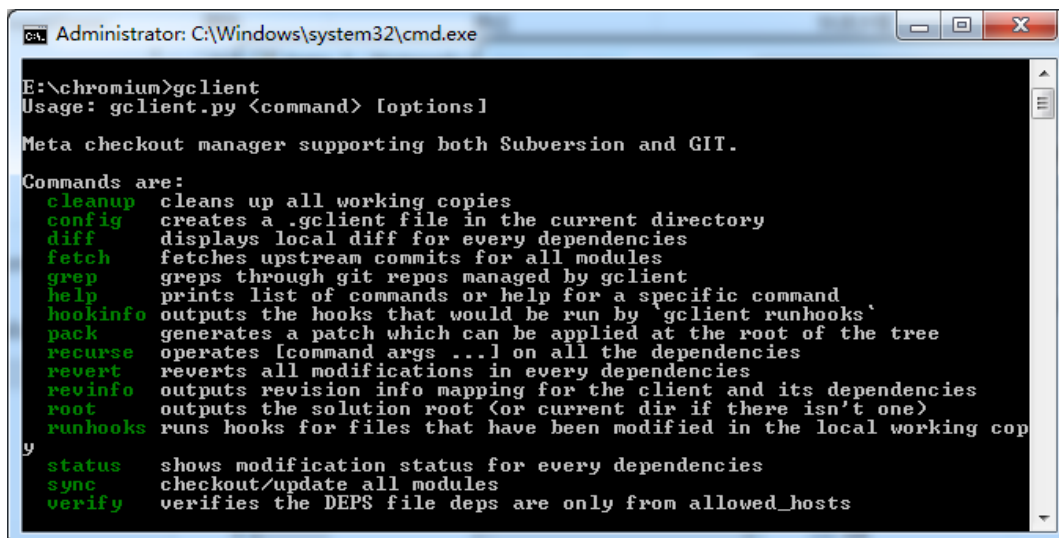 Administrator: C:\Windows\system32\cmd.exe
E:\chromium>gclient
Usage: gclient.py <command> [options]
Meta checkout manager supporting both Subversion and GIT.
Commands are:
cleanup cleans up all working copies
config creates a .gclient file in the current directory
diff displays local diff for every dependencies
fetch fetches upstream commits for all modules
grep greps through git repos managed by gclient
help prints list of commands or help for a specific command
hookinfo outputs the hooks that would be run by `gclient runhooks`
pack generates a patch which can be applied at the root of the tree
recurse operates [command args ...] on all the dependencies
revert reverts all modifications in every dependencies
revinfo outputs revision info mapping for the client and its dependencies
root outputs the solution root (or current dir if there isn't one)
runhooks runs hooks for files that have been modified in the local working cop
y
status shows modification status for every dependencies
sync checkout/update all modules
verify verifies the DEPS file deps are only from allowed_hosts